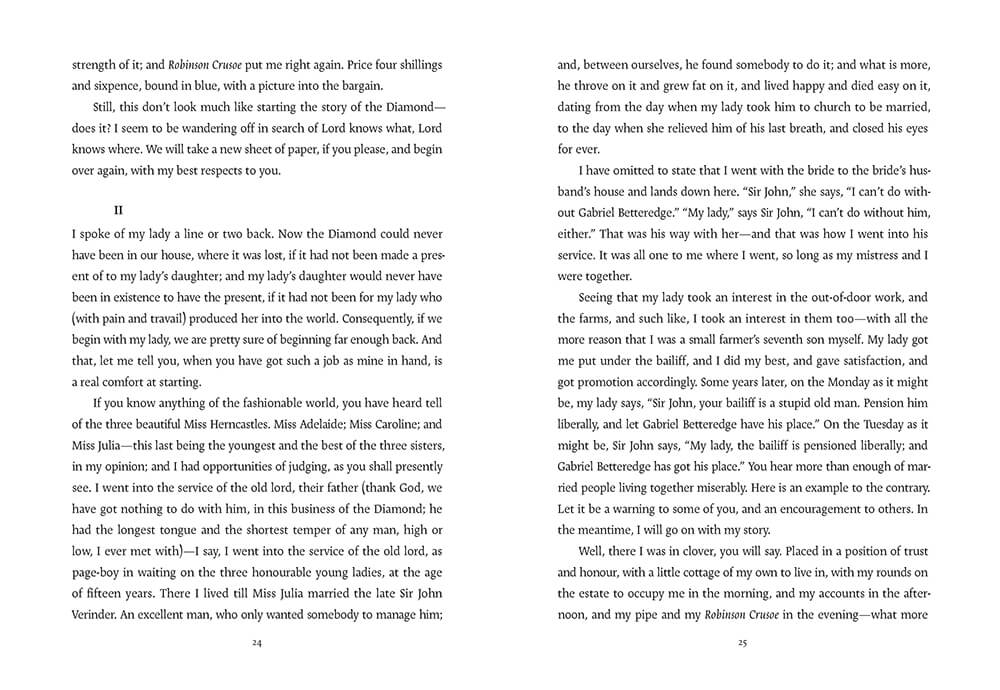 strength of it; and Robinson Crusoe put me right again. Price four shillings
and sixpence, bound in blue, with a picture into the bargain.
Still, this don’t look much like starting the story of the Diamond—
does it? I seem to be wandering off in search of Lord knows what, Lord
knows where. We will take a new sheet of paper, if you please, and begin
over again, with my best respects to you.
II
I spoke of my lady a line or two back. Now the Diamond could never
have been in our house, where it was lost, if it had not been made a pres-
ent of to my lady’s daughter; and my lady’s daughter would never have
been in existence to have the present, if it had not been for my lady who
(with pain and travail) produced her into the world. Consequently, if we
begin with my lady, we are pretty sure of beginning far enough back. And
that, let me tell you, when you have got such a job as mine in hand, is
a real comfort at starting.
If you know anything of the fashionable world, you have heard tell
of the three beautiful Miss Herncastles. Miss Adelaide; Miss Caroline; and
Miss Julia—this last being the youngest and the best of the three sisters,
in my opinion; and I had opportunities of judging, as you shall presently
see. I went into the service of the old lord, their father (thank God, we
have got nothing to do with him, in this business of the Diamond; he
had the longest tongue and the shortest temper of any man, high or
low, I ever met with)—I say, I went into the service of the old lord, as
page-boy in waiting on the three honourable young ladies, at the age
of fifteen years. There I lived till Miss Julia married the late Sir John
Verinder. An excellent man, who only wanted somebody to manage him;
24
and, between ourselves, he found somebody to do it; and what is more,
he throve on it and grew fat on it, and lived happy and died easy on it,
dating from the day when my lady took him to church to be married,
to the day when she relieved him of his last breath, and closed his eyes
for ever.
I have omitted to state that I went with the bride to the bride’s hus-
band’s house and lands down here. “Sir John,” she says, “I can’t do with-
out Gabriel Betteredge.” “My lady,” says Sir John, “I can’t do without him,
either.” That was his way with her—and that was how I went into his
service. It was all one to me where I went, so long as my mistress and I
were together.
Seeing that my lady took an interest in the out-of-door work, and
the farms, and such like, I took an interest in them too—with all the
more reason that I was a small farmer’s seventh son myself. My lady got
me put under the bailiff, and I did my best, and gave satisfaction, and
got promotion accordingly. Some years later, on the Monday as it might
be, my lady says, “Sir John, your bailiff is a stupid old man. Pension him
liberally, and let Gabriel Betteredge have his place.” On the Tuesday as it
might be, Sir John says, “My lady, the bailiff is pensioned liberally; and
Gabriel Betteredge has got his place.” You hear more than enough of mar-
ried people living together miserably. Here is an example to the contrary.
Let it be a warning to some of you, and an encouragement to others. In
the meantime, I will go on with my story.
Well, there I was in clover, you will say. Placed in a position of trust
and honour, with a little cottage of my own to live in, with my rounds on
the estate to occupy me in the morning, and my accounts in the after-
noon, and my pipe and my Robinson Crusoe in the evening—what more
25